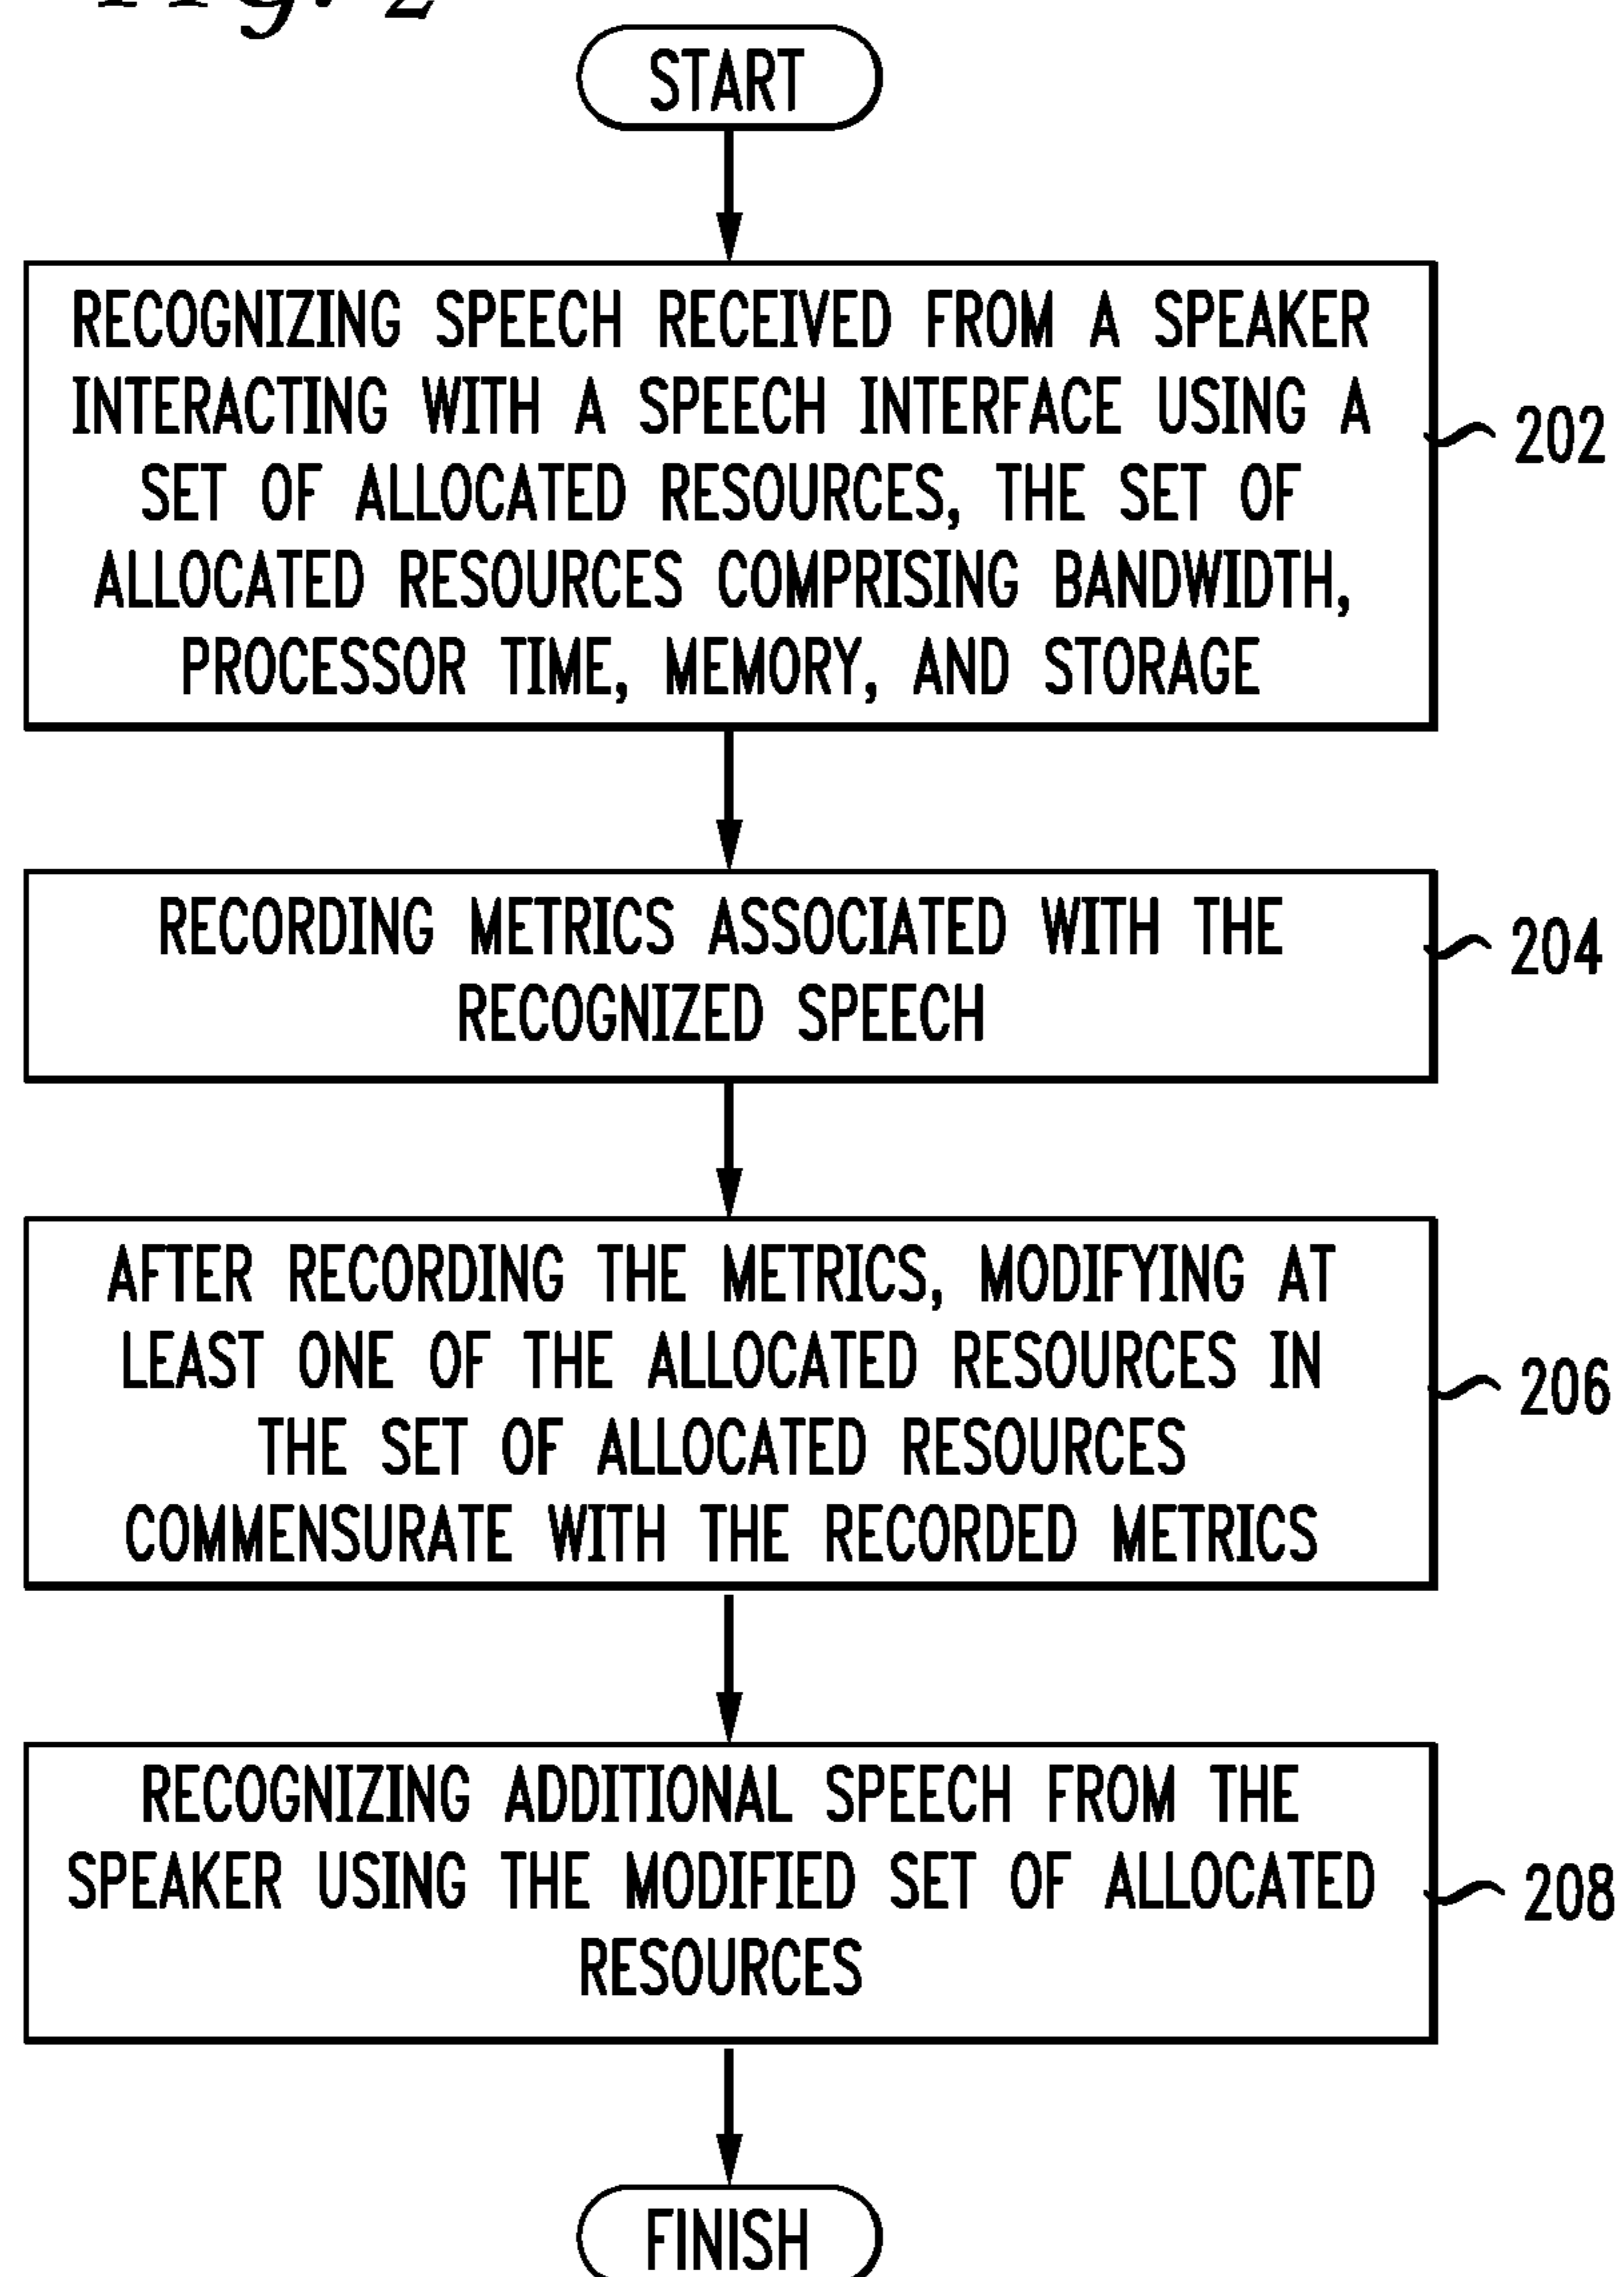 Fig. 2
START
RECOGNIZING SPEECH RECEIVED FROM A SPEAKER
INTERACTING WITH A SPEECH INTERFACE USING A
SET OF ALLOCATED RESOURCES, THE SET OF
ALLOCATED RESOURCES COMPRISING BANDWIDTH,
PROCESSOR TIME, MEMORY, AND STORAGE
202
RECORDING METRICS ASSOCIATED WITH THE
RECOGNIZED SPEECH
204
AFTER RECORDING THE METRICS, MODIFYING AT
LEAST ONE OF THE ALLOCATED RESOURCES IN
THE SET OF ALLOCATED RESOURCES
COMMENSURATE WITH THE RECORDED METRICS
206
RECOGNIZING ADDITIONAL SPEECH FROM THE
SPEAKER USING THE MODIFIED SET OF ALLOCATED
RESOURCES
208
FINISH